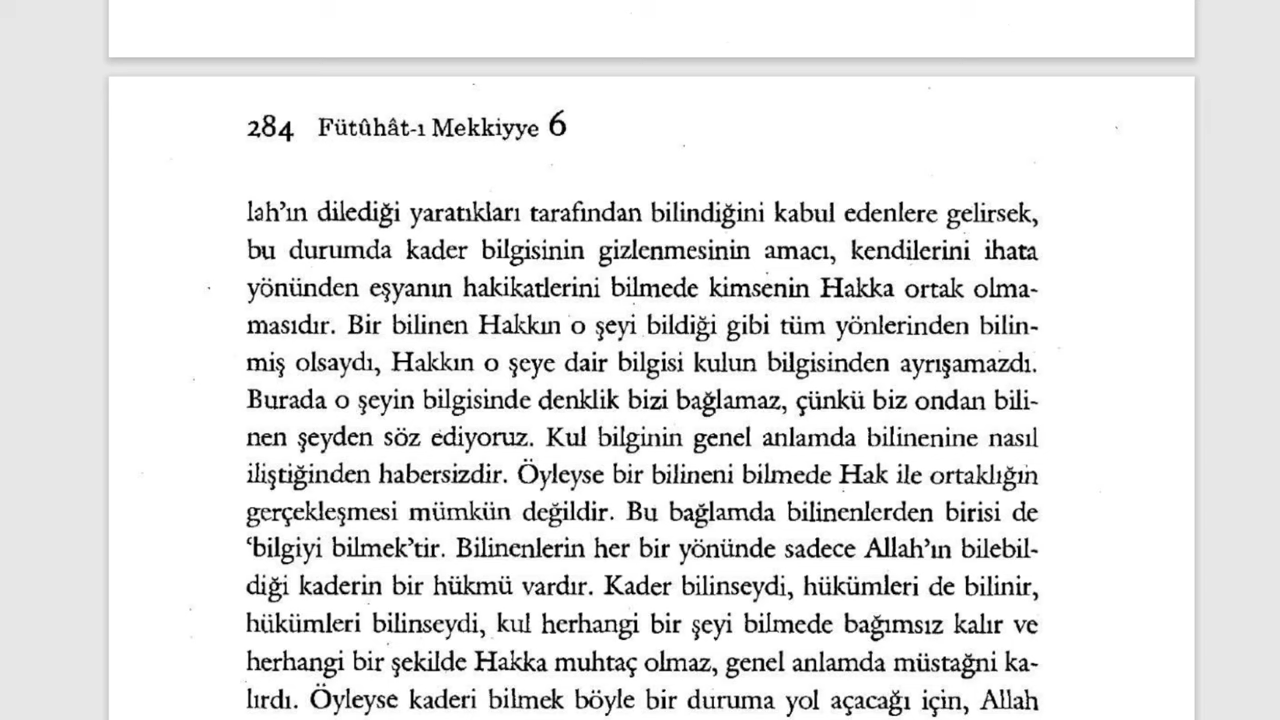 284 Fütûhât-ı Mekkiyye 6
lah'ın dilediği yaratıkları tarafından bilindiğini kabul edenlere gelirsek,
bu durumda kader bilgisinin gizlenmesinin amacı, kendilerini ihata
yönünden eşyanın hakikatlerini bilmede kimsenin Hakka ortak olma-
masıdır. Bir bilinen Hakkın o şeyi bildiği gibi tüm yönlerinden bilin-
miş olsaydı, Hakkın o şeye dair bilgisi kulun bilgisinden ayrışamazdı.
Burada o şeyin bilgisinde denklik bizi bağlamaz, çünkü biz ondan bili-
nen şeyden söz ediyoruz. Kul bilginin genel anlamda bilinenine nasıl
iliştiğinden habersizdir. Öyleyse bir bilineni bilmede Hak ile ortaklığın
gerçekleşmesi mümkün değildir. Bu bağlamda bilinenlerden birisi de
'bilgiyi bilmek'tir. Bilinenlerin her bir yönünde sadece Allah'ın bilebil-
diği kaderin bir hükmü vardır. Kader bilinseydi, hükümleri de bilinir,
hükümleri bilinseydi, kul herhangi bir şeyi bilmede bağımsız kalır ve
herhangi bir şekilde Hakka muhtaç olmaz, genel anlamda müstağni ka-
lırdı. Öyleyse kaderi bilmek böyle bir duruma yol açacağı için, Allah